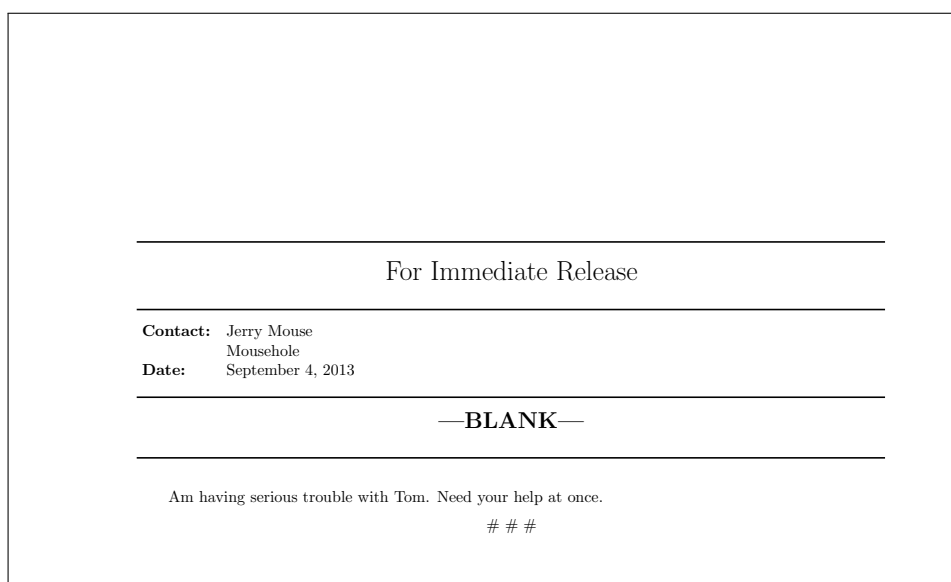 For Immediate Release
Contact: Jerry Mouse
Mousehole
Date: September 4, 2013
—BLANK—
Am having serious trouble with Tom. Need your help at once.
# # #